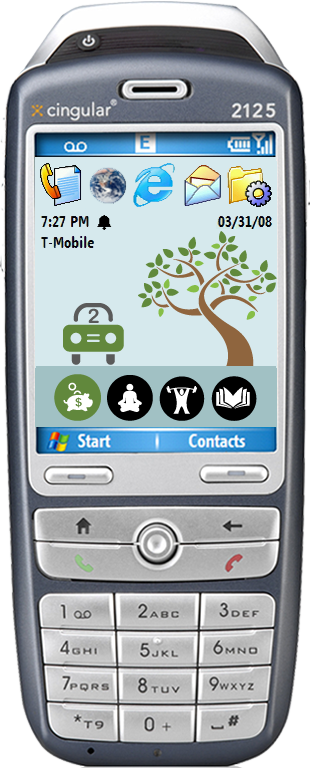 cingular®
2125
E
7:27 PM 03/31/08
T-Mobile
2
$
Start Contacts
1
2ABC
3DEF
4GHI
5JKL
6MNO
7PQRS
8TUV
9WXYZ
*T9
0 +
#